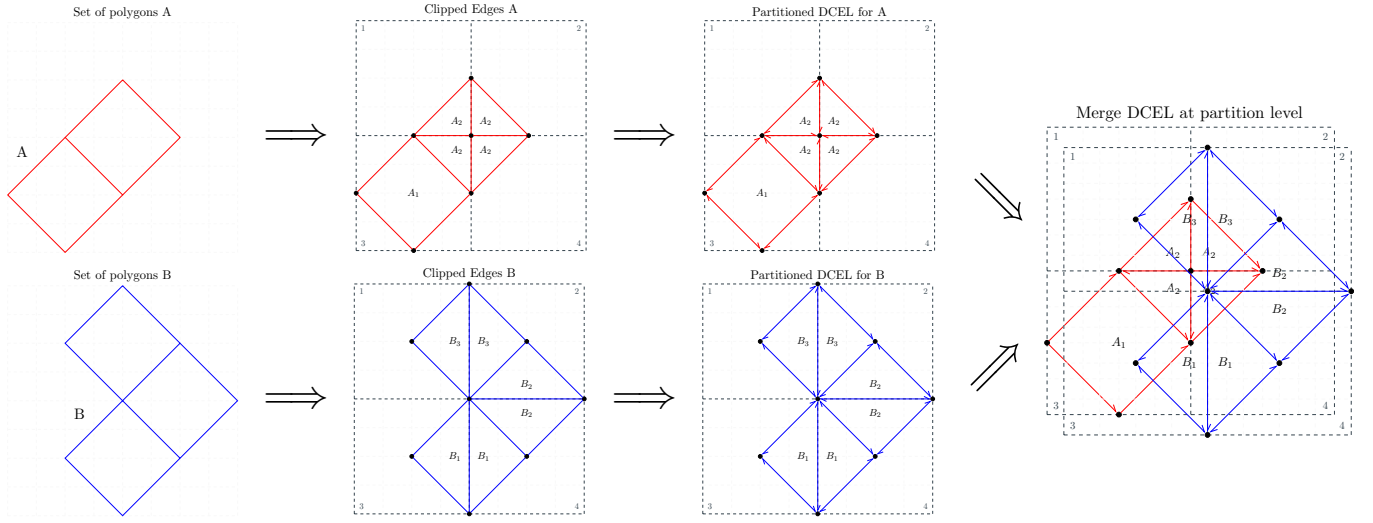 Set of polygons A
A
Clipped Edges A
1
2
A₂
A₂
A₂
A₂
A₁
3
4
Partitioned DCEL for A
1
2
A₂
A₂
A₂
A₂
A₁
3
4
Set of polygons B
B
Clipped Edges B
1
2
B₃
B₃
B₂
B₂
B₁
B₁
3
4
Partitioned DCEL for B
1
2
B₃
B₃
B₂
B₂
B₁
B₁
3
4
Merge DCEL at partition level
1
2
1
2
B₃
B₃
A₂
A₂
B₂
A₂
B₂
A₁
B₁
B₁
3
4
3
4